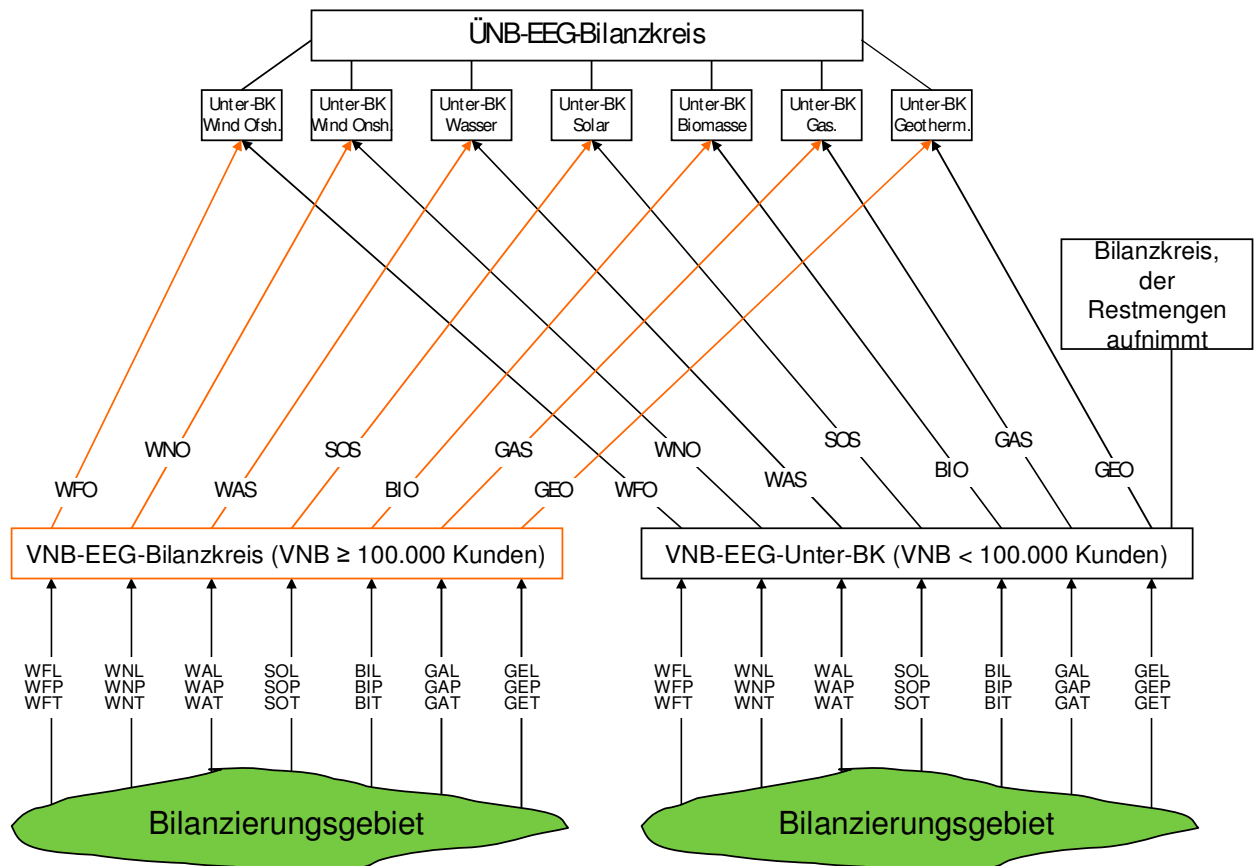 ÜNB-EEG-Bilanzkreis
Unter-BK
Wind Ofsh.
Unter-BK
Wind Onsh.
Unter-BK
Wasser
Unter-BK
Solar
Unter-BK
Biomasse
Unter-BK
Gas.
Unter-BK
Geotherm.
Bilanzkreis,
der
Restmengen
aufnimmt
WFO
WNO
WAS
SOS
BIO
GAS
GEO
WFO
WNO
WAS
SOS
BIO
GAS
GEO
VNB-EEG-Bilanzkreis (VNB ≥ 100.000 Kunden)
VNB-EEG-Unter-BK (VNB < 100.000 Kunden)
WFL
WFP
WFT
WNL
WNP
WNT
WAL
WAP
WAT
SOL
SOP
SOT
BIL
BIP
BIT
GAL
GAP
GAT
GEL
GEP
GET
WFL
WFP
WFT
WNL
WNP
WNT
WAL
WAP
WAT
SOL
SOP
SOT
BIL
BIP
BIT
GAL
GAP
GAT
GEL
GEP
GET
Bilanzierungsgebiet
Bilanzierungsgebiet